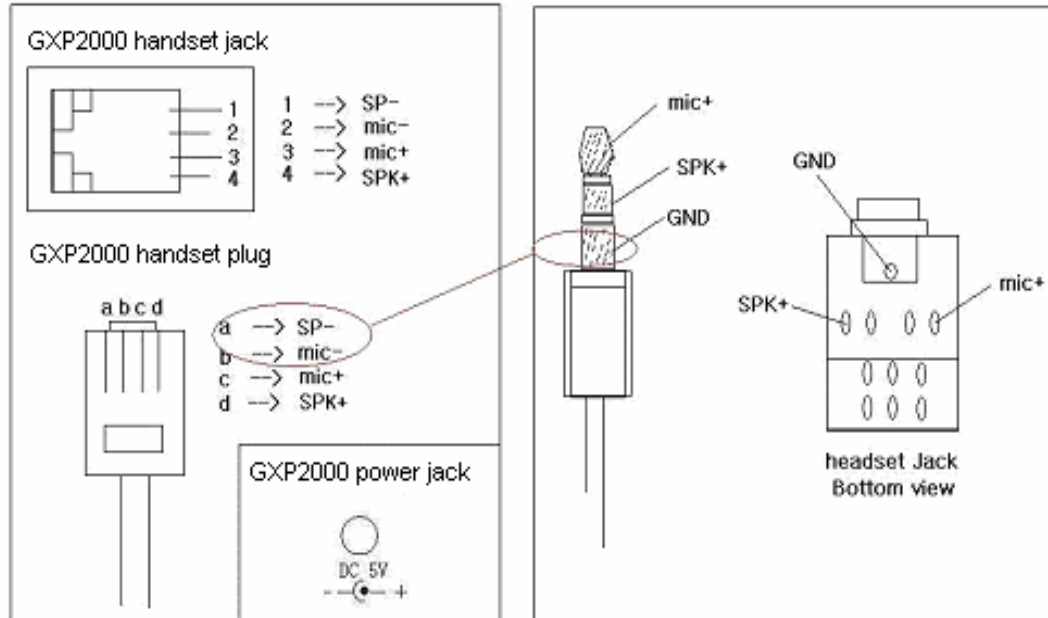 GXP2000 handset jack
1
2
3
4
1 --> SP-
2 --> mic-
3 --> mic+
4 --> SPK+
GXP2000 handset plug
a b c d
a --> SP-
b --> mic-
c --> mic+
d --> SPK+
GXP2000 power jack
DC 5V
- +
mic+
SPK+
GND
GND
SPK+
mic+
headset Jack
Bottom view